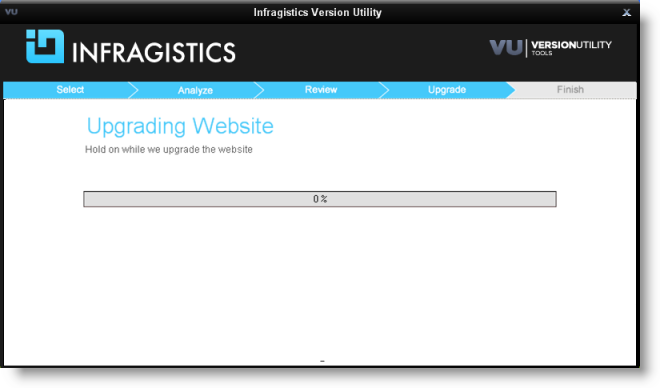 VU Infragistics Version Utility X
INFRAGISTICS
VU VERSIONUTILITY
TOOLS
Select Analyze Review Upgrade Finish
Upgrading Website
Hold on while we upgrade the website
0 %